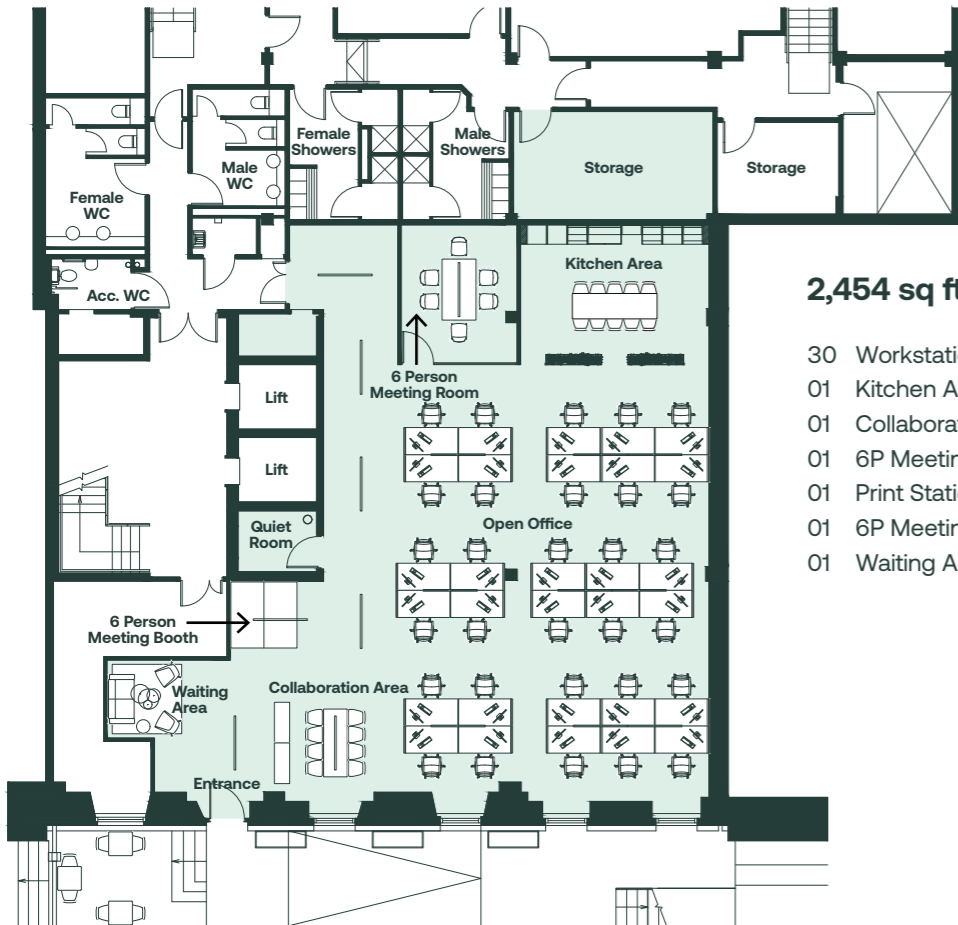 Female
Showers
Male
Showers
Storage
Storage
Male
WC
Female
WC
Acc. WC
Kitchen Area
6 Person
Meeting Room
Lift
Lift
Quiet
Room
Open Office
6 Person
Meeting Booth
Waiting
Area
Collaboration Area
Entrance
2,454 sq ft
30 Workstati
01 Kitchen A
01 Collabora
01 6P Meetin
01 Print Stati
01 6P Meetin
01 Waiting A